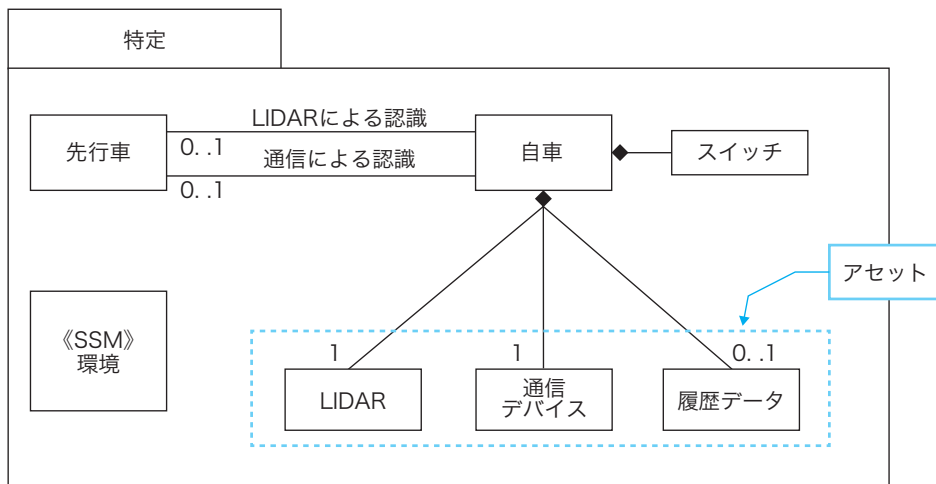 特定
LIDARによる認識
先行車
0. .1
通信による認識
0. .1
自車
スイッチ
アセット
《SSM》
環境
1
1
0. .1
LIDAR
通信
デバイス
履歴データ